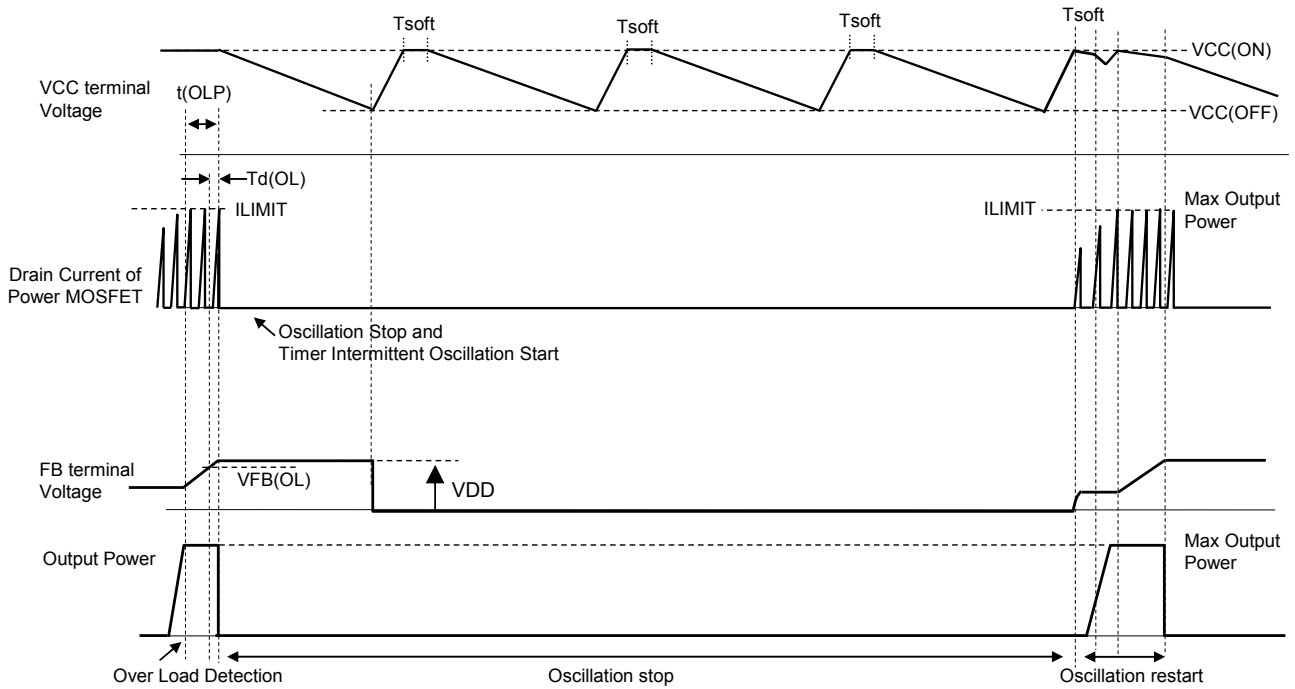 Tsoft
Tsoft
Tsoft
Tsoft
VCC(ON)
VCC terminal
Voltage
t(OLP)
VCC(OFF)
Td(OL)
ILIMIT
ILIMIT
Max Output
Power
Drain Current of
Power MOSFET
Oscillation Stop and
Timer Intermittent Oscillation Start
FB terminal
Voltage
VFB(OL)
VDD
Output Power
Max Output
Power
Over Load Detection
Oscillation stop
Oscillation restart